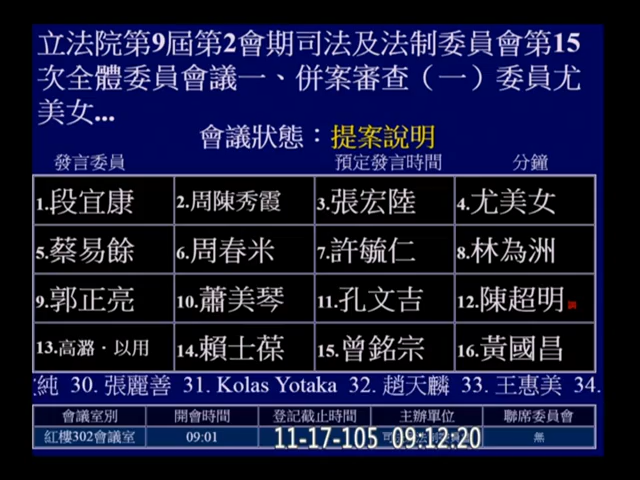 立法院第9屆第2會期司法及法制委員會第15
次全體委員會議一、併案審查（一）委員尤
美女...
會議狀態：提案說明
發言委員 預定發言時間 分鐘
1.段宜康 2.周陳秀霞 3.張宏陸 4.尤美女
5.蔡易餘 6.周春米 7.許毓仁 8.林為洲
9.郭正亮 10.蕭美琴 11.孔文吉 12.陳超明
13.高潞．以用 14.賴士葆 15.曾銘宗 16.黃國昌
純 30. 張麗善 31. Kolas Yotaka 32. 趙天麟 33. 王惠美 34.
會議室別 開會時間 登記截止時間 主辦單位 聯席委員會
紅樓302會議室 09:01 11-17-105 09:12:20 無